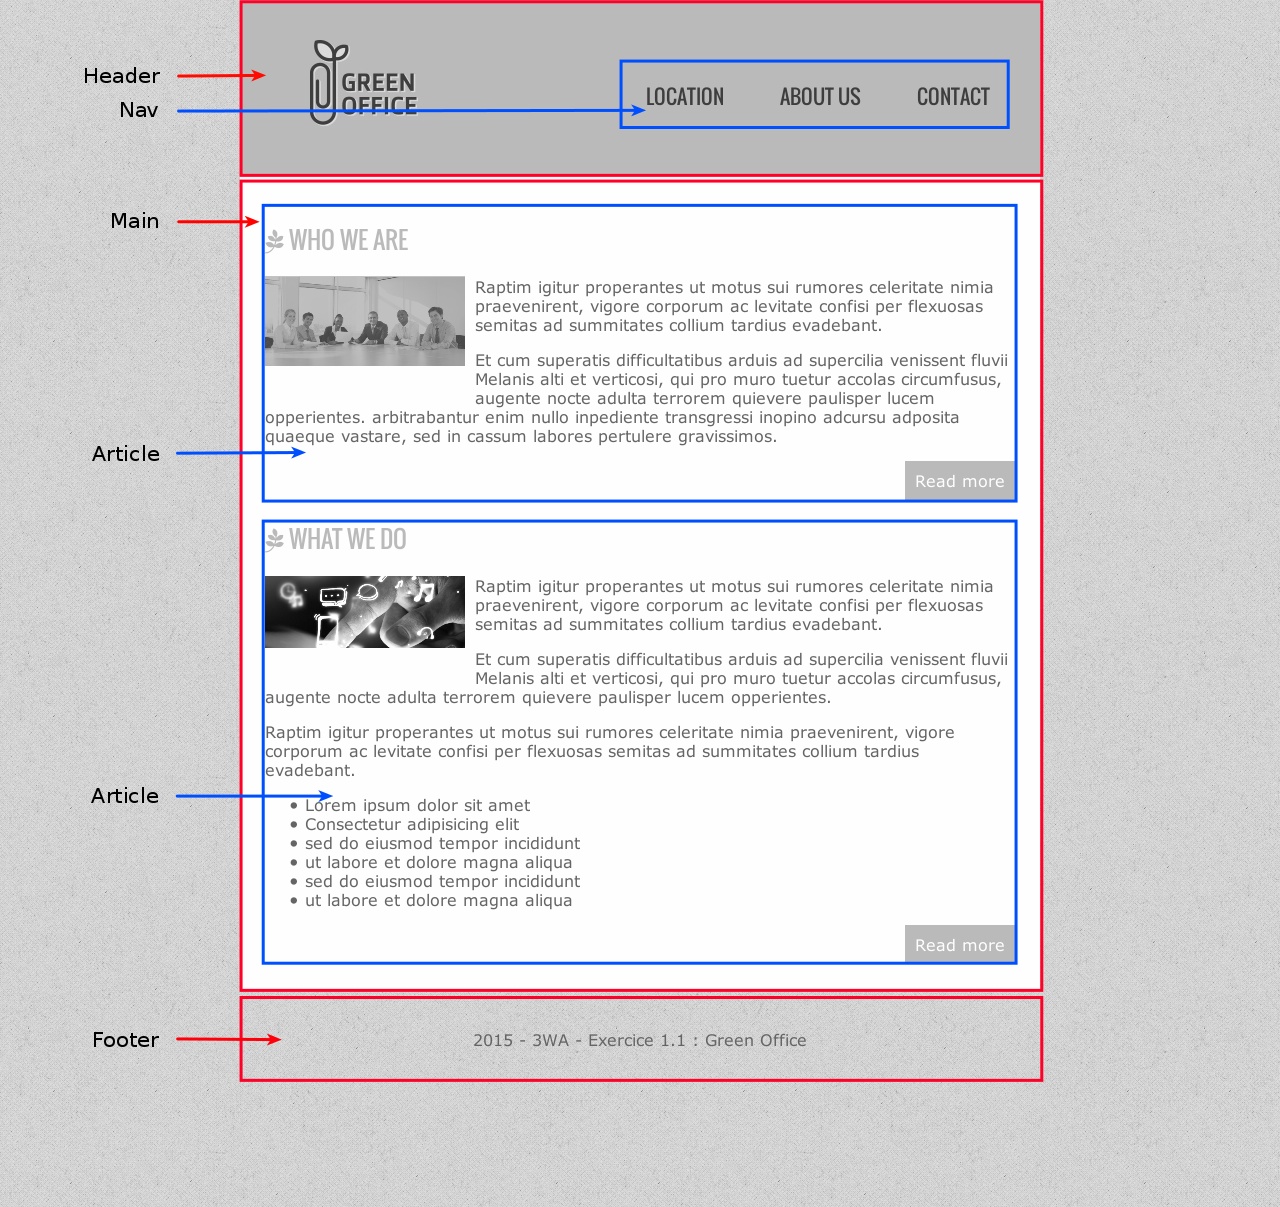 Header
Nav
GREEN
OFFICE
LOCATION ABOUT US CONTACT
Main
WHO WE ARE
Raptim igitur properantes ut motus sui rumores celeritate nimia
praevenirent, vigore corporum ac levitate confisi per flexuosas
semitas ad summitates collium tardius evadebant.
Et cum superatis difficultatibus arduis ad supercilia venissent fluvii
Melanis alti et verticosi, qui pro muro tuetur accolas circumfusus,
augente nocte adulta terrorem quievere paulisper lucem
opperientes. arbitrabantur enim nullo inpediente transgressi inopino adcursu adposita
quaeque vastare, sed in cassum labores pertulere gravissimos.
Article
Read more
WHAT WE DO
Raptim igitur properantes ut motus sui rumores celeritate nimia
praevenirent, vigore corporum ac levitate confisi per flexuosas
semitas ad summitates collium tardius evadebant.
Et cum superatis difficultatibus arduis ad supercilia venissent fluvii
Melanis alti et verticosi, qui pro muro tuetur accolas circumfusus,
augente nocte adulta terrorem quievere paulisper lucem opperientes.
Raptim igitur properantes ut motus sui rumores celeritate nimia praevenirent, vigore
corporum ac levitate confisi per flexuosas semitas ad summitates collium tardius
evadebant.
Article
• Lorem ipsum dolor sit amet
• Consectetur adipisicing elit
• sed do eiusmod tempor incididunt
• ut labore et dolore magna aliqua
• sed do eiusmod tempor incididunt
• ut labore et dolore magna aliqua
Read more
Footer
2015 - 3WA - Exercice 1.1 : Green Office